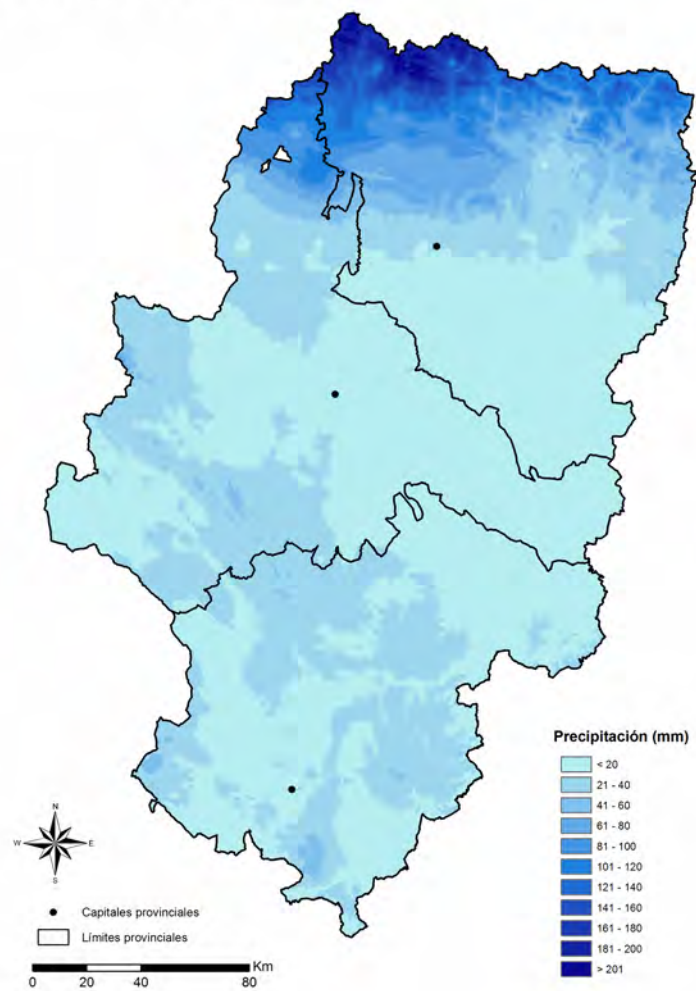 Precipitación (mm)
< 20
21 - 40
41 - 60
61 - 80
81 - 100
101 - 120
121 - 140
141 - 160
161 - 180
181 - 200
> 201
N
W E
S
Capitales provinciales
Límites provinciales
Km
0 20 40 80